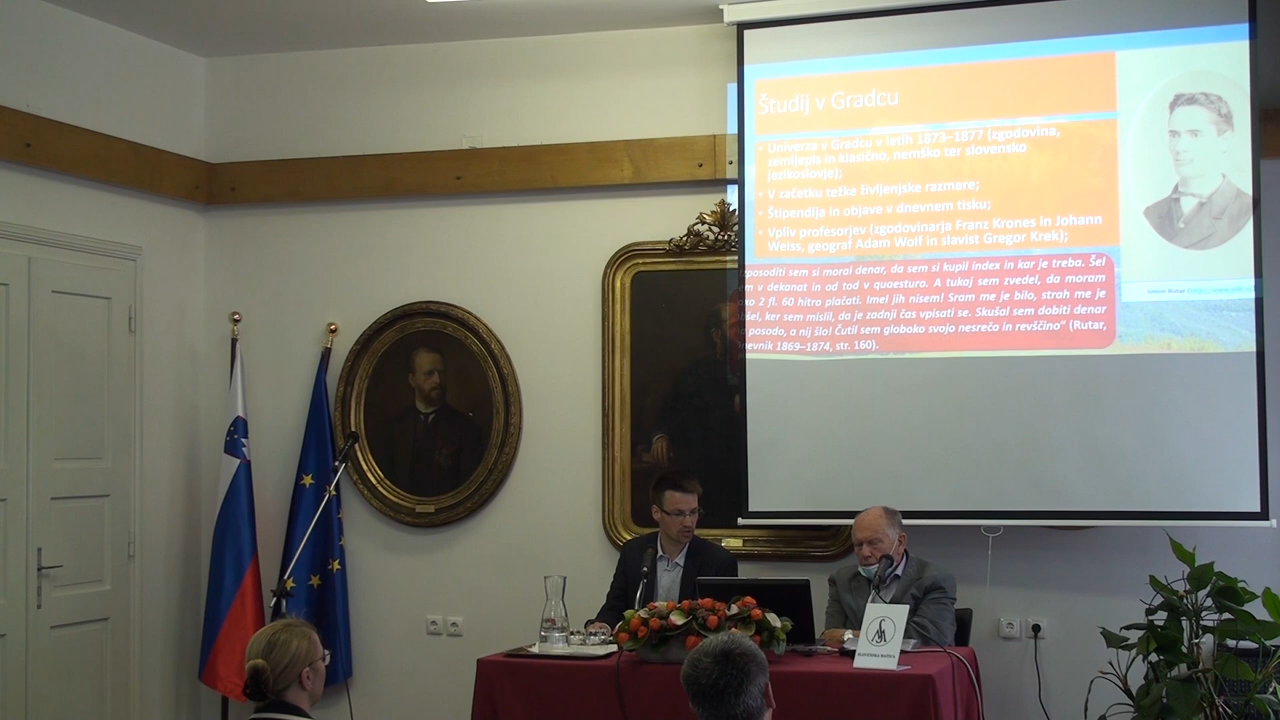 Študij v Gradcu
Univerza v Gradcu v letih 1873–1877 (zgodovina,
zemljepis in klasično, nemško ter slovensko
jezikoslovje);
V začetku težke življenjske razmere;
Štipendija in objave v dnevnem tisku;
Vpliv profesorjev (zgodovinarja Franz Krones in Johann
Weiss, geograf Adam Wolf in slavist Gregor Krek);
zposoditi sem si moral denar, da sem si kupil index in kar je treba. Šel
m v dekanat in od tod v quaesturo. A tukaj sem zvedel, da moram
ko 2 fl. 60 hitro plačati. Imel jih nisem! Sram me je bilo, strah me je
šel, ker sem mislil, da je zadnji čas vpisati se. Skušal sem dobiti denar
posodo, a nij šlo! Čutil sem globoko svojo nesrečo in revščino“ (Rutar,
nevnik 1869–1874, str. 160).
Simon Rutar
SLOVENSKA MATICA